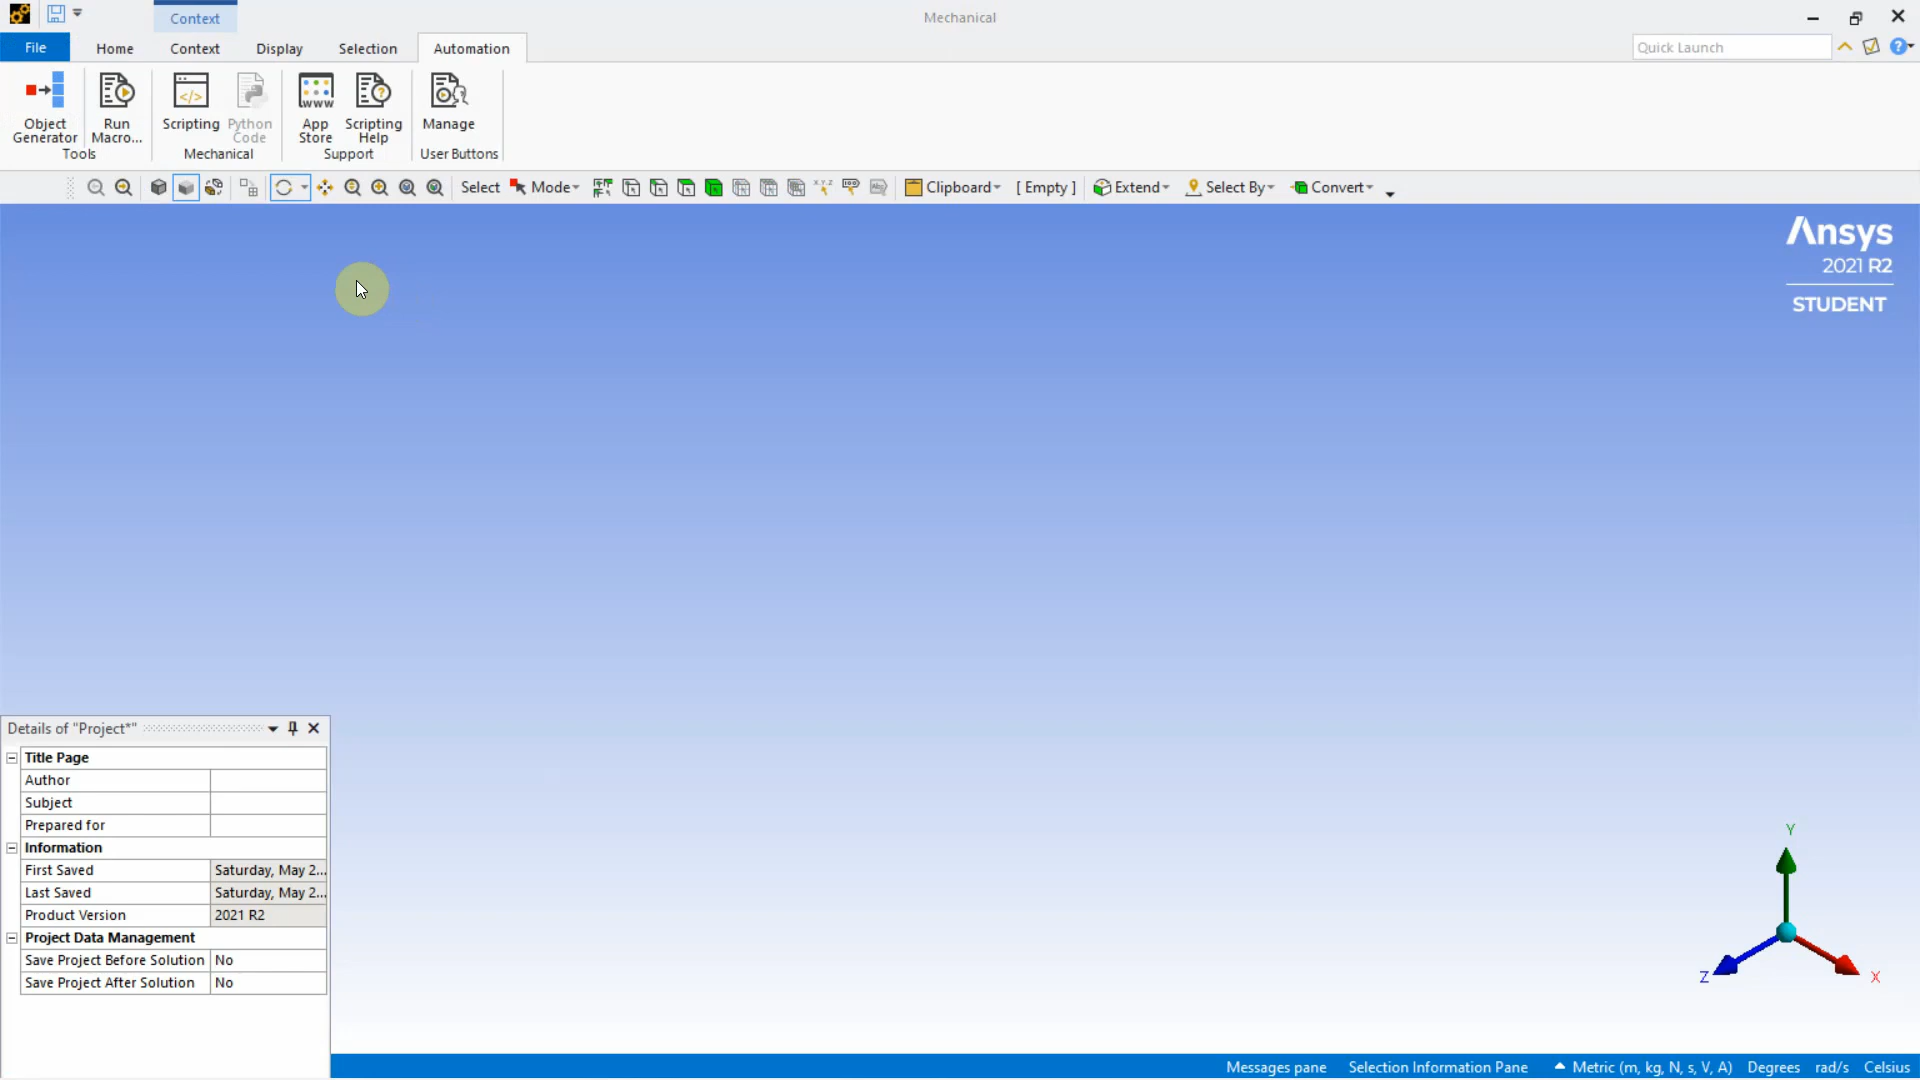 Context
Mechanical
File
Home
Context
Display
Selection
Automation
Quick Launch
Object Generator
Run Macro...
Scripting
Python Code
App Store
Scripting Help
Manage
Tools
Mechanical
Support
User Buttons
Select
Mode
Clipboard
[ Empty ]
Extend
Select By
Convert
Ansys
2021 R2
STUDENT
Details of "Project*"
Title Page
Author
Subject
Prepared for
Information
First Saved Saturday, May 2...
Last Saved Saturday, May 2...
Product Version 2021 R2
Project Data Management
Save Project Before Solution No
Save Project After Solution No
Y
Z
X
Messages pane
Selection Information Pane
Metric (m, kg, N, s, V, A)
Degrees
rad/s
Celsius